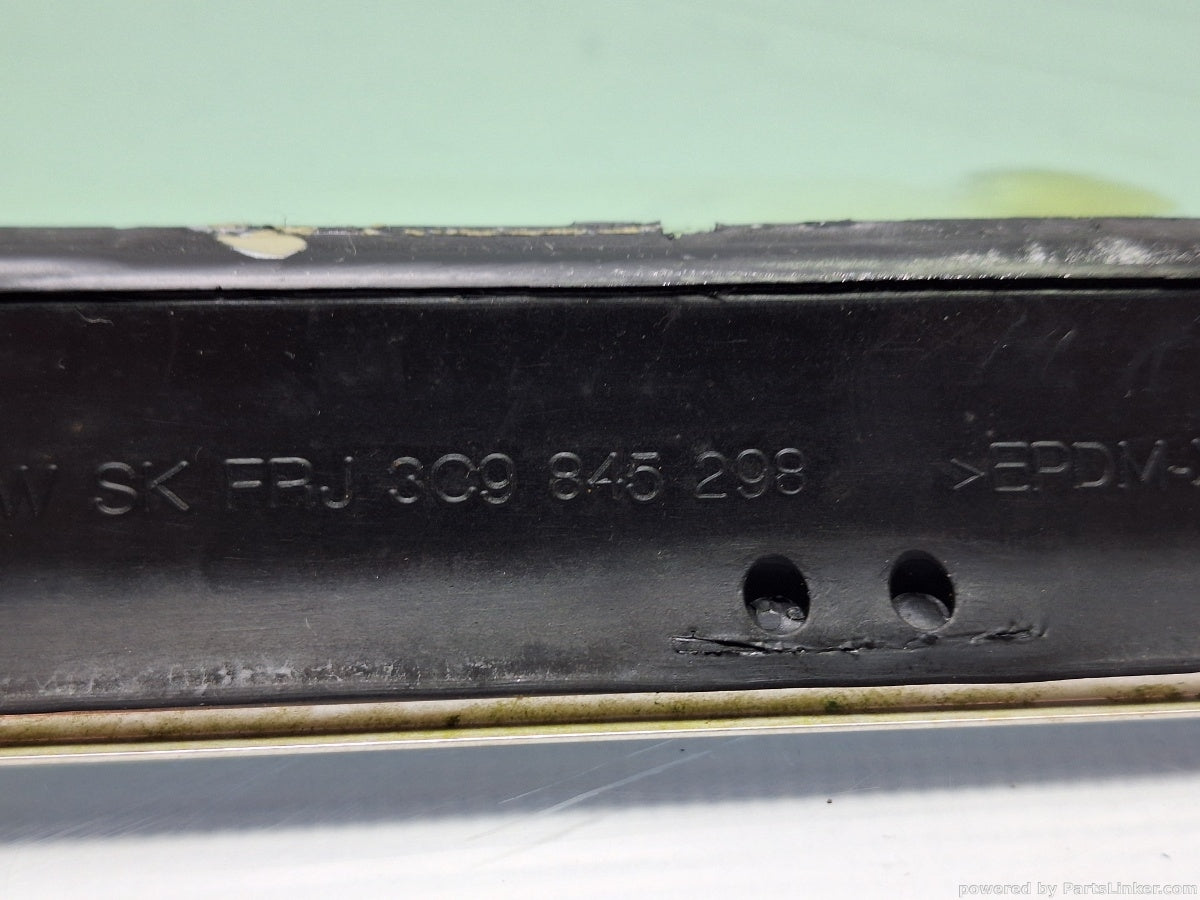 W SK FRJ 3C9 845 298 >EPDM-
powered by PartsLinker.com